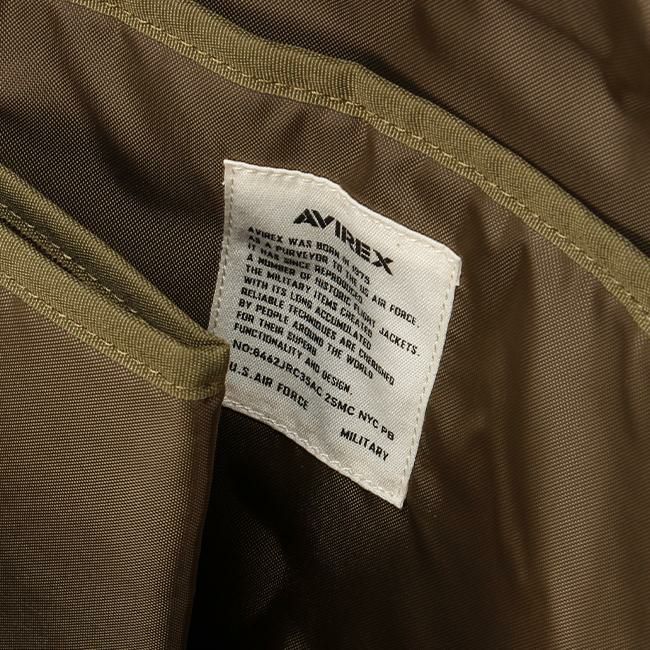 AVIREX
AVIREX WAS BORN IN 1975
AS A PURVEYOR TO THE US AIR FORCE.
IT HAS SINCE REPRODUCED
A NUMBER OF HISTORIC FLIGHT JACKETS.
THE MILITARY ITEMS CREATED
WITH ITS LONG ACCUMULATED
RELIABLE TECHNIQUES ARE CHERISHED
BY PEOPLE AROUND THE WORLD
FOR THEIR SUPERB
FUNCTIONALITY AND DESIGN.
NO:6462JRC35AC 2SMC NYC PB
U.S. AIR FORCE
MILITARY